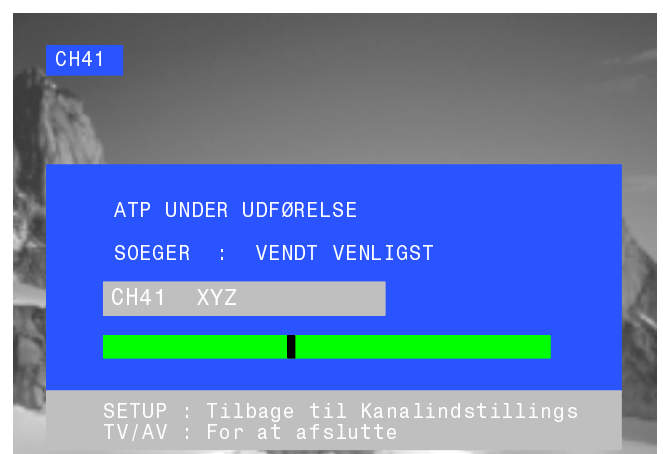 CH41
ATP UNDER UDFØRELSE
SOEGER : VENDT VENLIGST
CH41 XYZ
SETUP : Tilbage til Kanalindstillings
TV/AV : For at afslutte